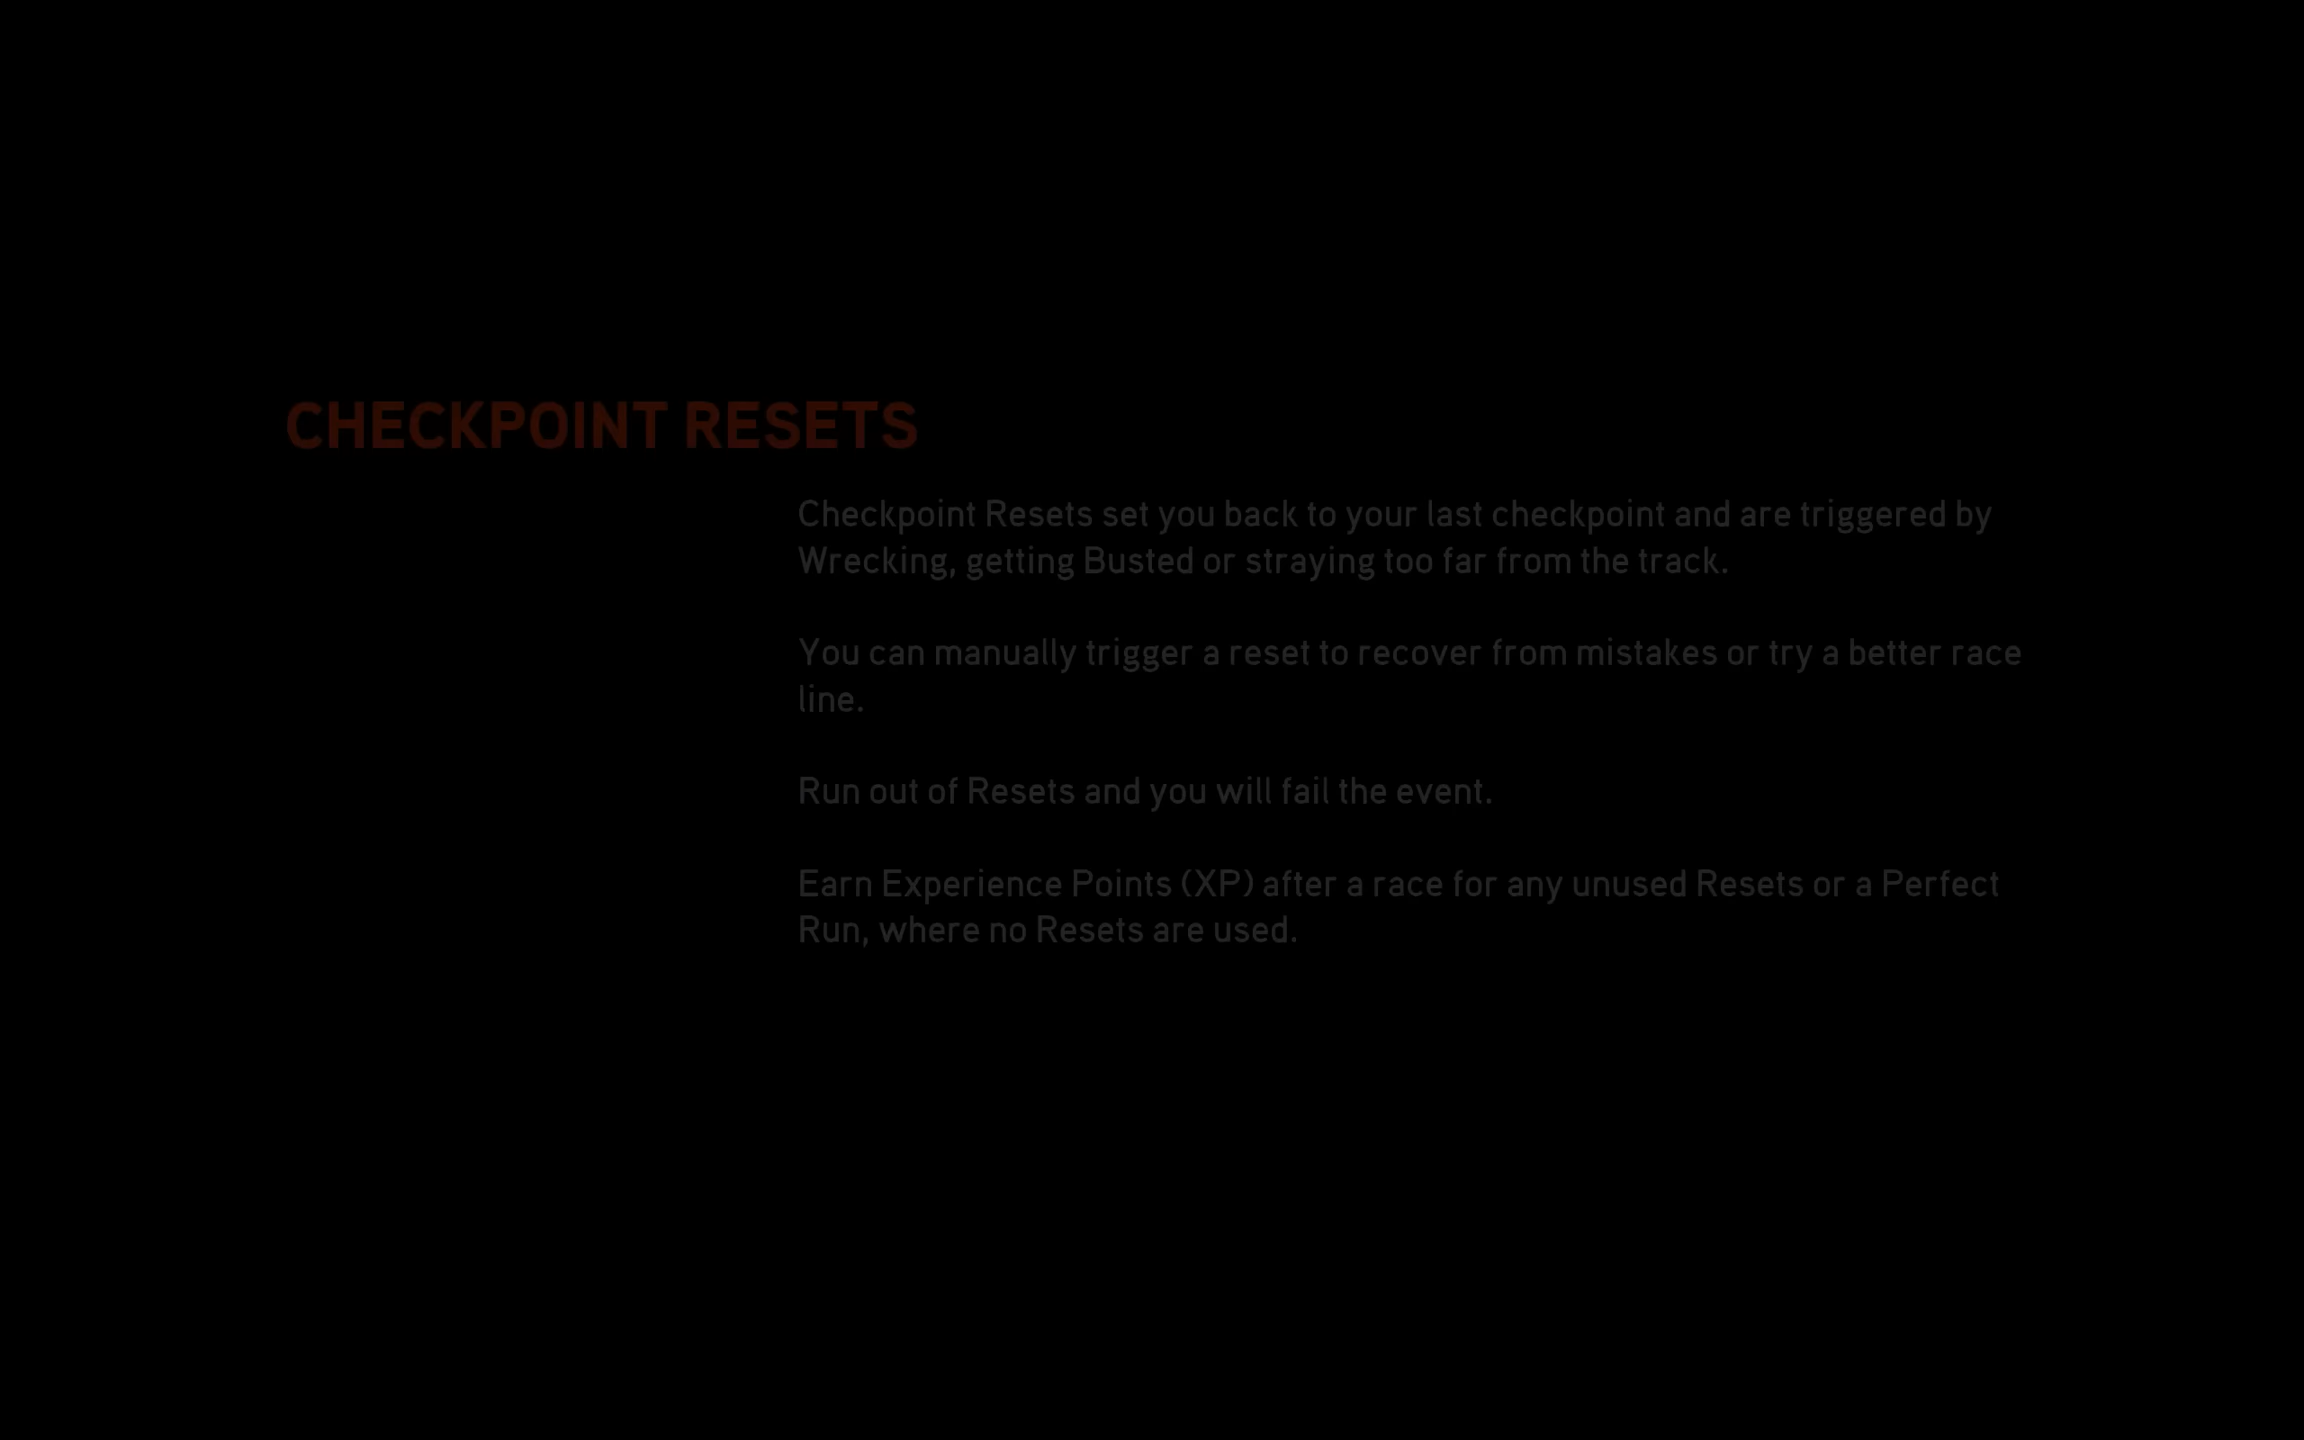 CHECKPOINT RESETS
Checkpoint Resets set you back to your last checkpoint and are triggered by
Wrecking, getting Busted or straying too far from the track.
You can manually trigger a reset to recover from mistakes or try a better race
line.
Run out of Resets and you will fail the event.
Earn Experience Points (XP) after a race for any unused Resets or a Perfect
Run, where no Resets are used.